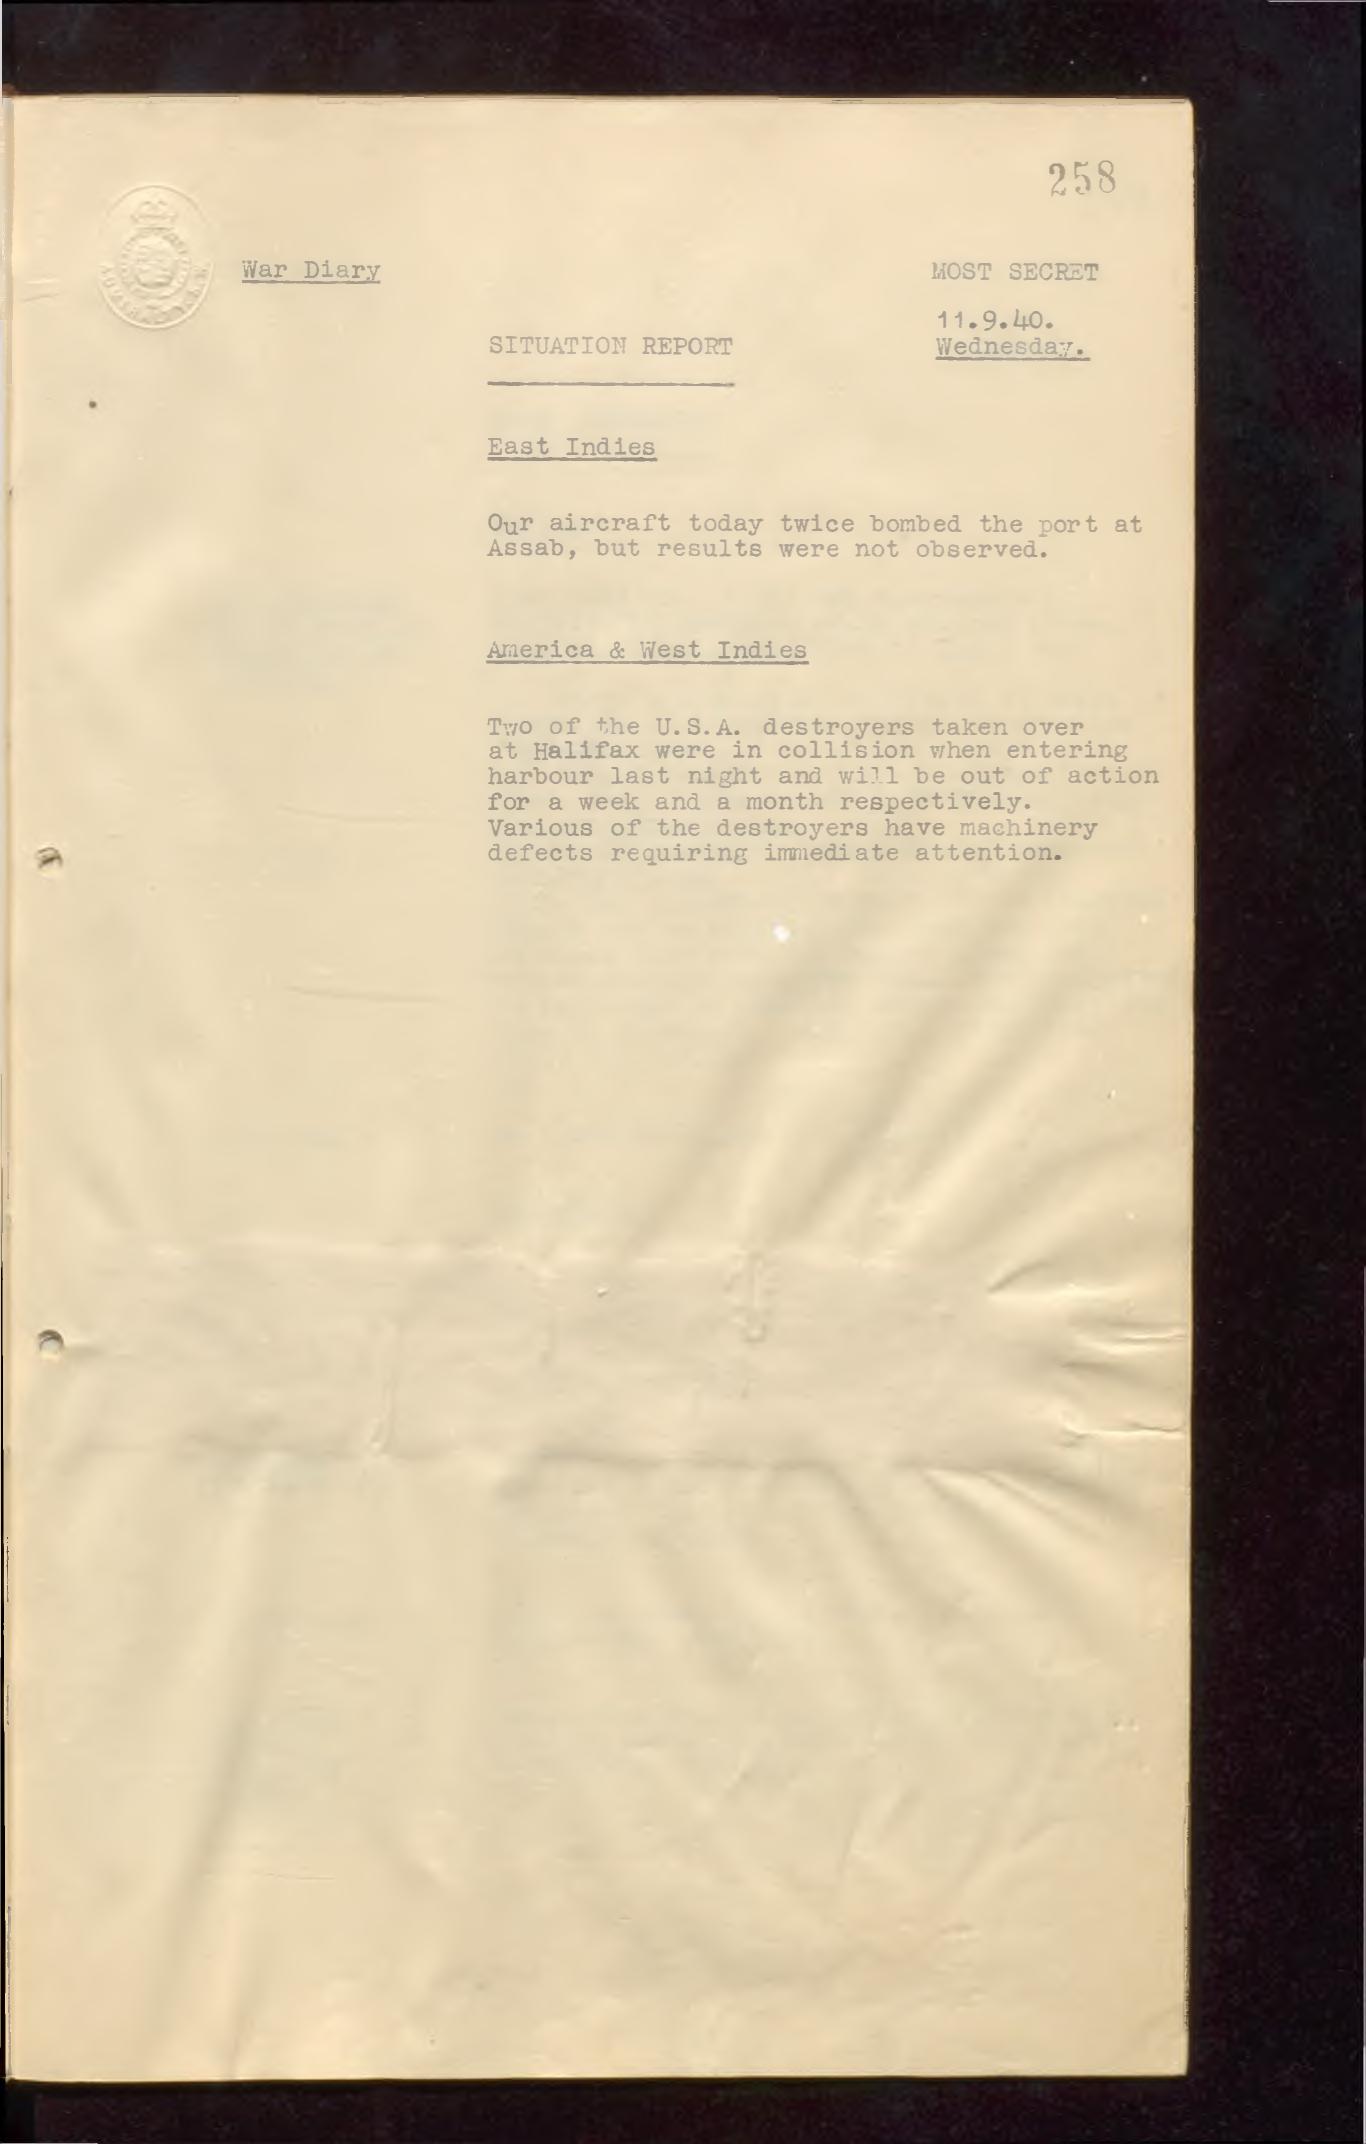 258
War Diary
MOST SECRET
11.9.40.
Wednesday.
SITUATION REPORT
East Indies
Our aircraft today twice bombed the port at
Assab, but results were not observed.
America & West Indies
Two of the U.S.A. destroyers taken over
at Halifax were in collision when entering
harbour last night and will be out of action
for a week and a month respectively.
Various of the destroyers have machinery
defects requiring immediate attention.